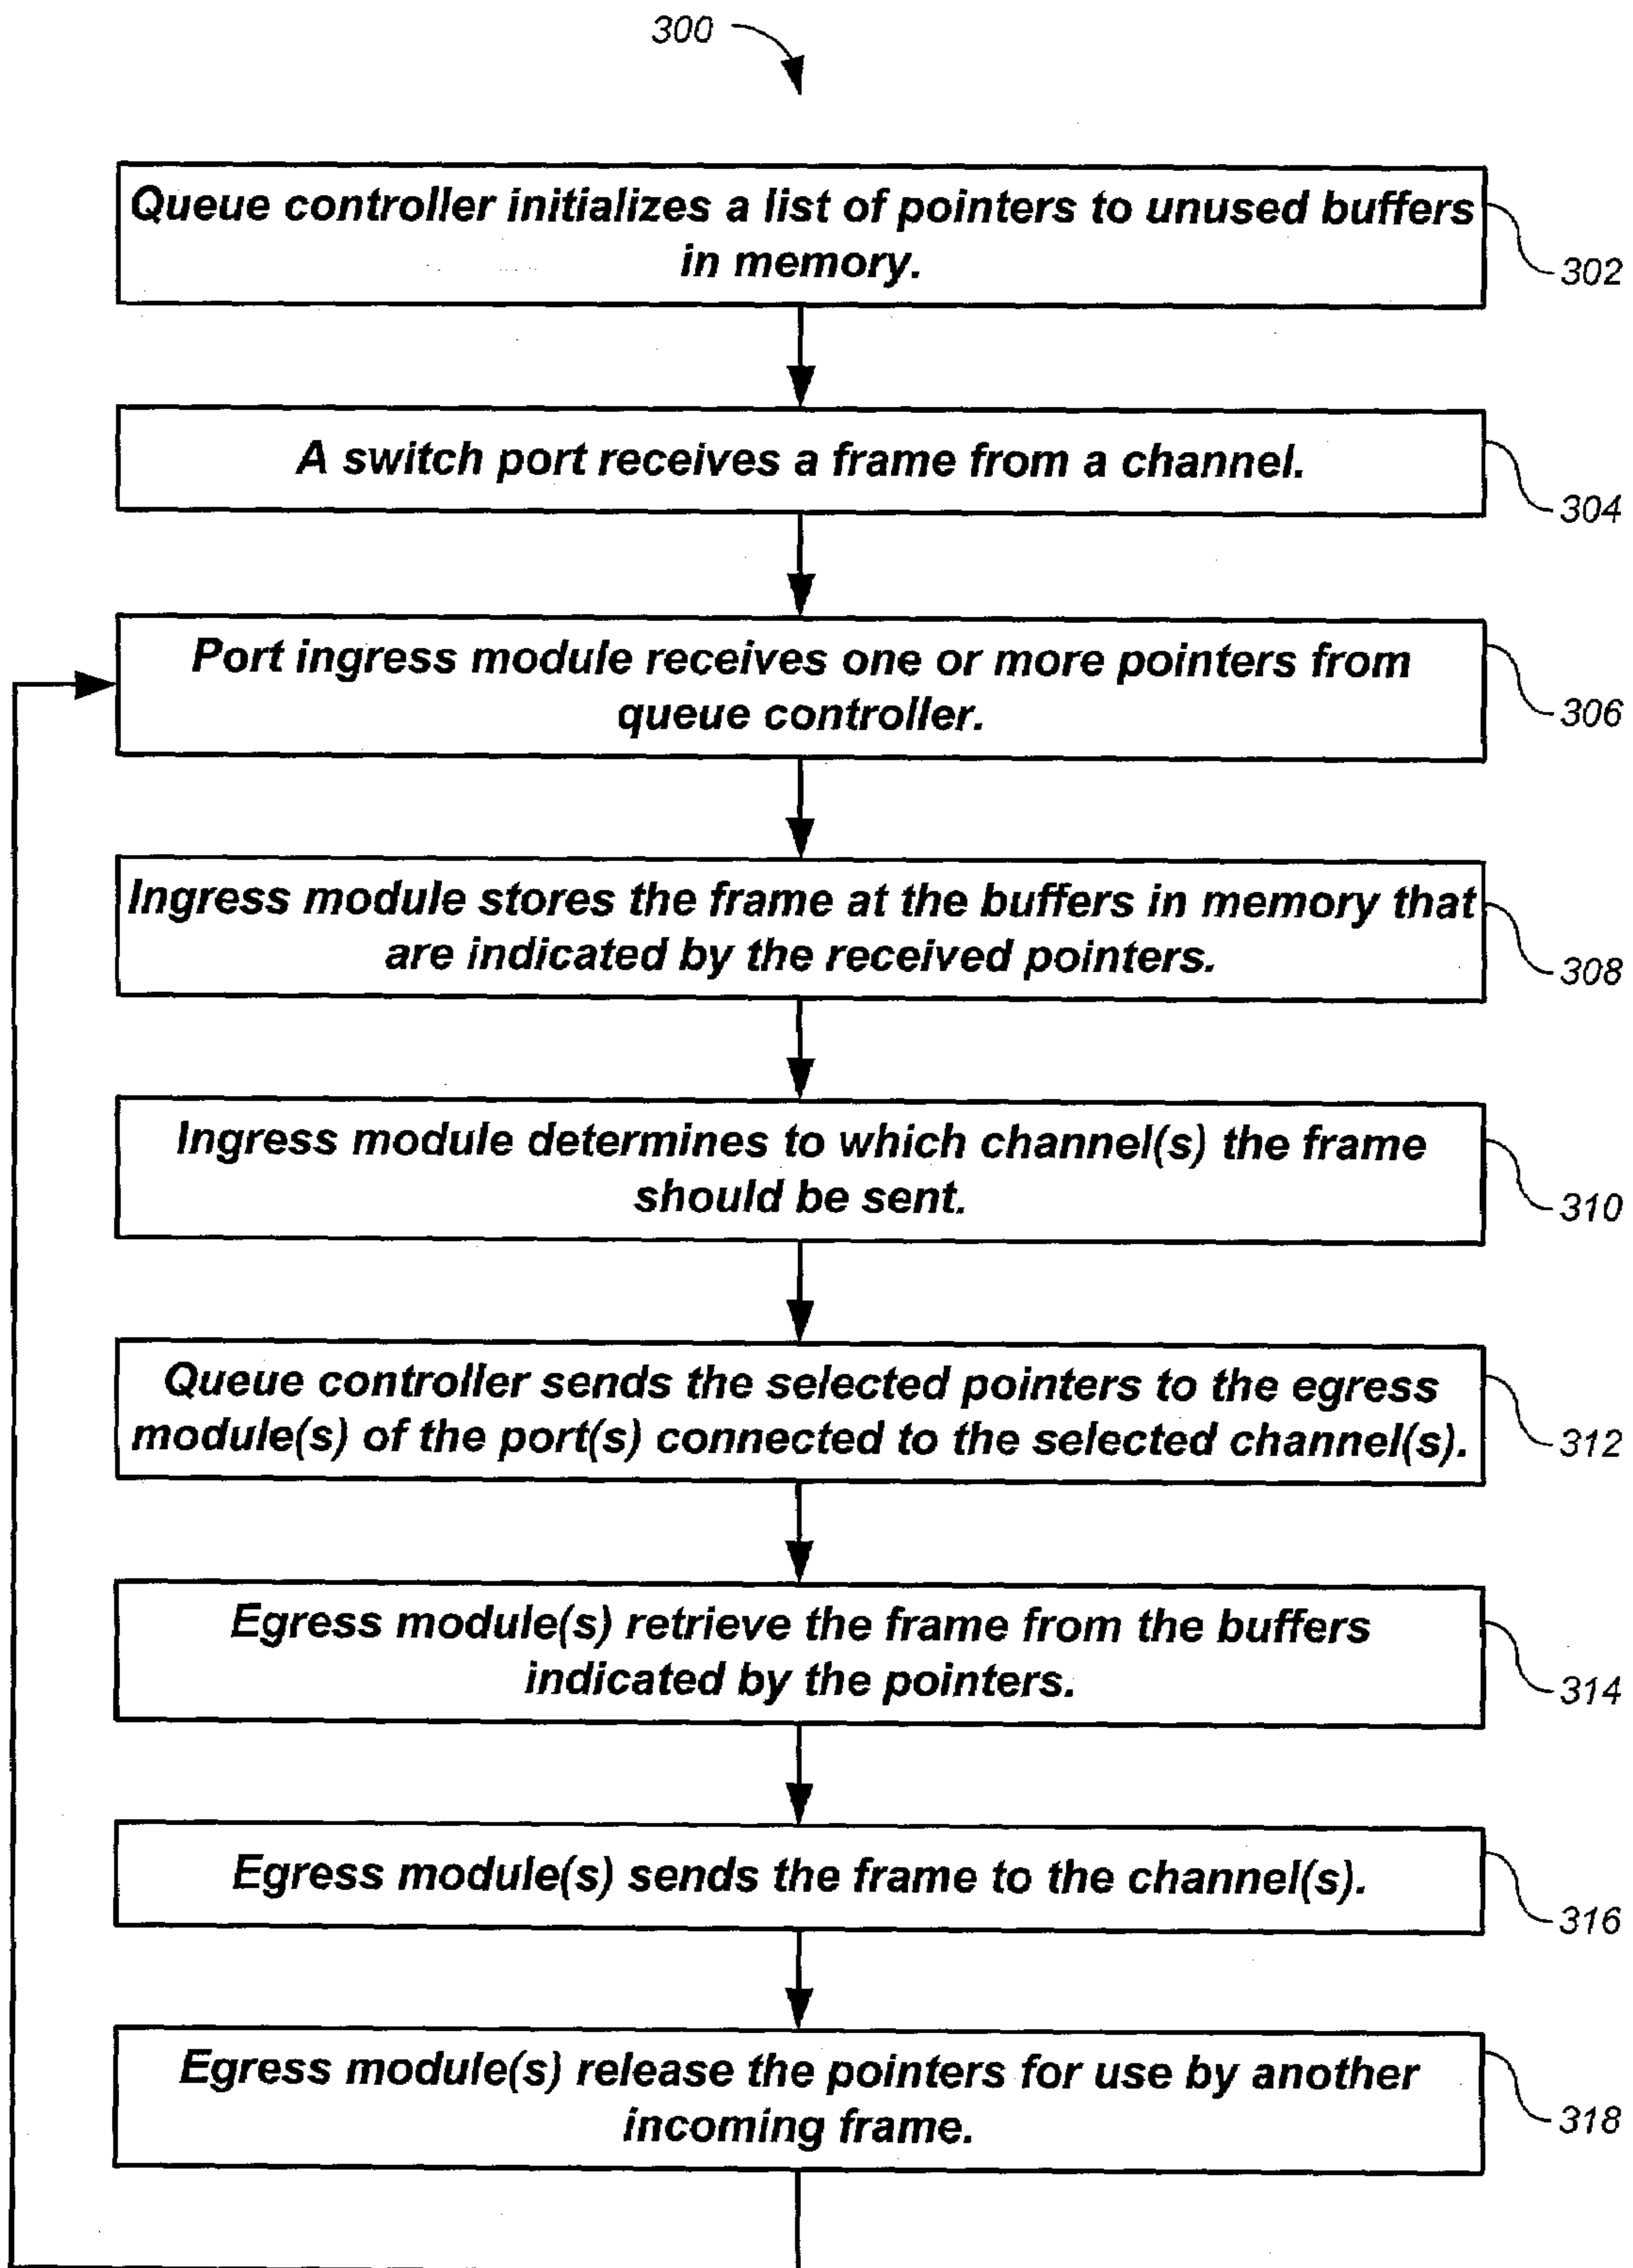 300
Queue controller initializes a list of pointers to unused buffers
in memory.
302
A switch port receives a frame from a channel.
304
Port ingress module receives one or more pointers from
queue controller.
306
Ingress module stores the frame at the buffers in memory that
are indicated by the received pointers.
308
Ingress module determines to which channel(s) the frame
should be sent.
310
Queue controller sends the selected pointers to the egress
module(s) of the port(s) connected to the selected channel(s).
312
Egress module(s) retrieve the frame from the buffers
indicated by the pointers.
314
Egress module(s) sends the frame to the channel(s).
316
Egress module(s) release the pointers for use by another
incoming frame.
318